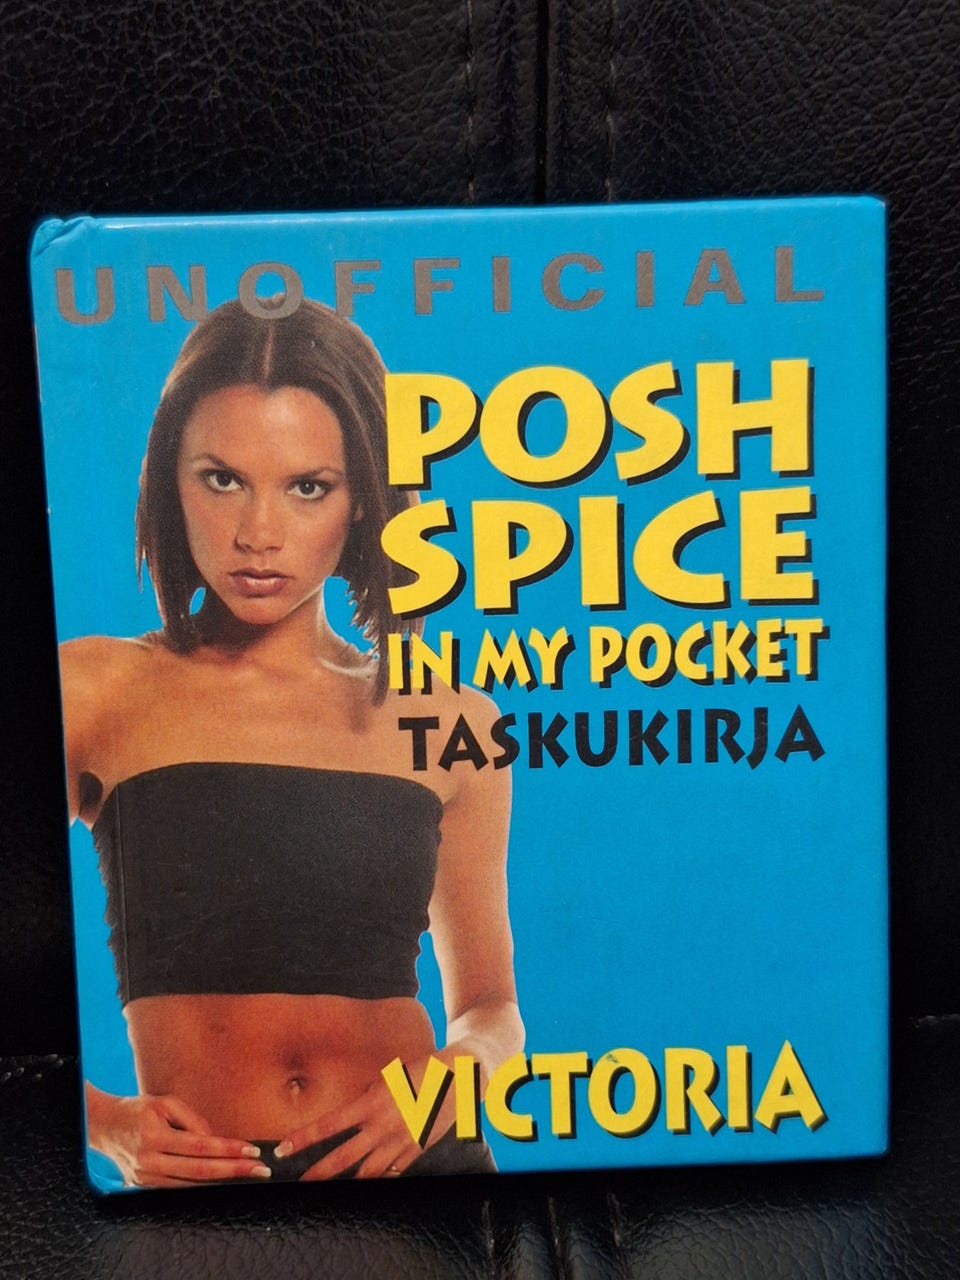 UNOFFICIAL
POSH
SPICE
IN MY POCKET
TASKUKIRJA
VICTORIA